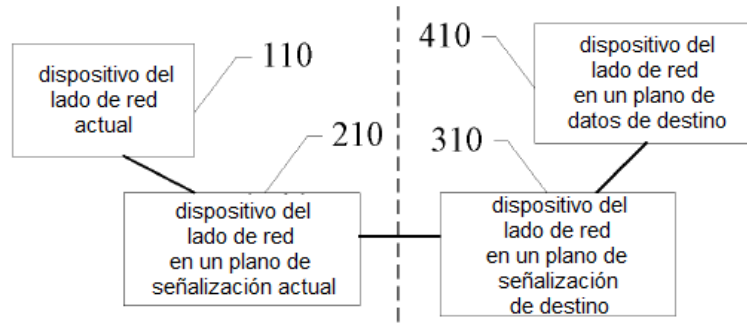 dispositivo del
lado de red
actual
110
410
dispositivo del
lado de red
en un plano de
datos de destino
210
dispositivo del
lado de red
en un plano de
señalización actual
310
dispositivo del
lado de red
en un plano de
señalización
de destino